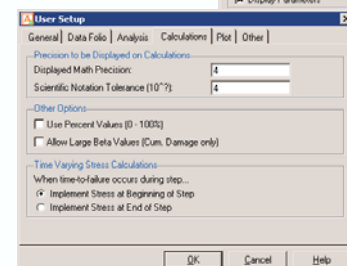 Display Parameters
User Setup
General Data Folio Analysis Calculations Plot Other
Precision to be Displayed on Calculations
Displayed Math Precision: 4
Scientific Notation Tolerance (10^?): 4
Other Options
Use Percent Values (0 - 100%)
Allow Large Beta Values (Cum. Damage only)
Time Varying Stress Calculations
When time-to-failure occurs during step...
Implement Stress at Beginning of Step
Implement Stress at End of Step
OK Cancel Help